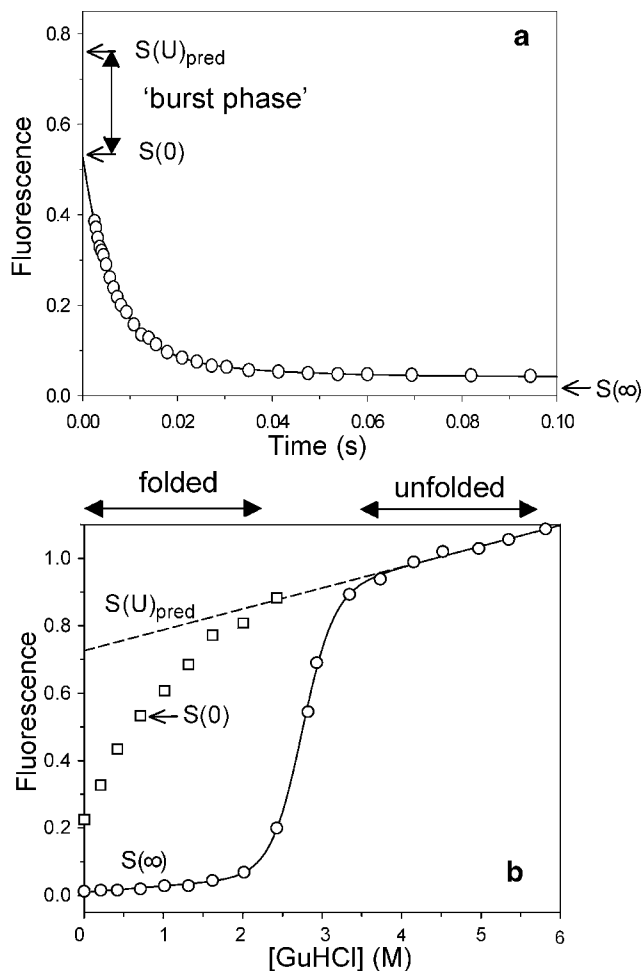 a
0.8
0.6
0.4
0.2
0.0
Fluorescence
S(U)pred
'burst phase'
S(0)
S(∞)
0.00 0.02 0.04 0.06 0.08 0.10
Time (s)
folded unfolded
1.0
0.8
0.6
0.4
0.2
0.0
Fluorescence
S(U)pred
S(0)
S(∞)
b
0 1 2 3 4 5 6
[GuHCl] (M)